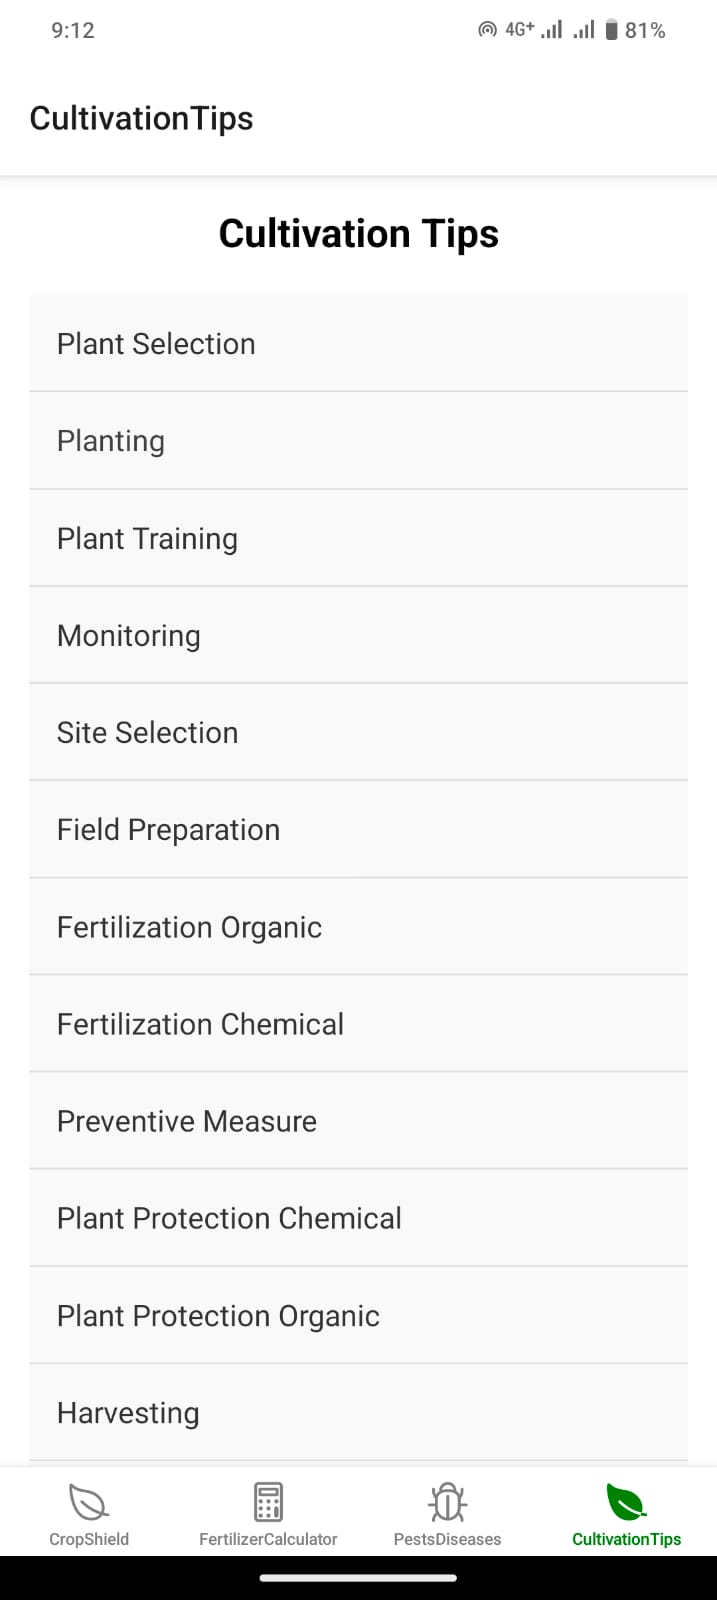 9:12 4G+ 81%
CultivationTips
Cultivation Tips
Plant Selection
Planting
Plant Training
Monitoring
Site Selection
Field Preparation
Fertilization Organic
Fertilization Chemical
Preventive Measure
Plant Protection Chemical
Plant Protection Organic
Harvesting
CropShield FertilizerCalculator PestsDiseases CultivationTips